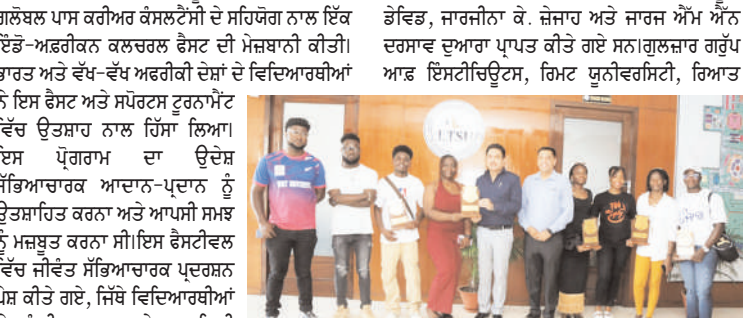 ਗਲੋਬਲ ਪਾਸ ਕਰੀਅਰ ਕੰਸਲਟੈਂਸੀ ਦੇ ਸਹਿਯੋਗ ਨਾਲ ਇੱਕ
ਇੰਡੋ-ਅਫ਼ਰੀਕਨ ਕਲਚਰਲ ਫੈਸਟ ਦੀ ਮੇਜ਼ਬਾਨੀ ਕੀਤੀ।
ਭਾਰਤ ਅਤੇ ਵੱਖ-ਵੱਖ ਅਫਰੀਕੀ ਦੇਸ਼ਾਂ ਦੇ ਵਿਦਿਆਰਥੀਆਂ
ਨੇ ਇਸ ਫੈਸਟ ਅਤੇ ਸਪੋਰਟਸ ਟੂਰਨਾਮੈਂਟ
ਵਿੱਚ ਉਤਸ਼ਾਹ ਨਾਲ ਹਿੱਸਾ ਲਿਆ।
ਇਸ ਪ੍ਰੋਗਰਾਮ ਦਾ ਉਦੇਸ਼
ਸੱਭਿਆਚਾਰਕ ਆਦਾਨ-ਪ੍ਰਦਾਨ ਨੂੰ
ਉਤਸ਼ਾਹਿਤ ਕਰਨਾ ਅਤੇ ਆਪਸੀ ਸਮਝ
ਨੂੰ ਮਜ਼ਬੂਤ ਕਰਨਾ ਸੀ।ਇਸ ਫੈਸਟੀਵਲ
ਵਿੱਚ ਜੀਵੰਤ ਸੱਭਿਆਚਾਰਕ ਪ੍ਰਦਰਸ਼ਨ
ਪੇਸ਼ ਕੀਤੇ ਗਏ, ਜਿੱਥੇ ਵਿਦਿਆਰਥੀਆਂ
ਡੇਵਿਡ, ਜਾਰਜੀਨਾ ਕੇ. ਜ਼ੇਜਾਹ ਅਤੇ ਜਾਰਜ ਐੱਮ ਐੱਨ
ਦਰਸਾਵ ਦੁਆਰਾ ਪ੍ਰਾਪਤ ਕੀਤੇ ਗਏ ਸਨ।ਗੁਲਜ਼ਾਰ ਗਰੁੱਪ
ਆਫ਼ ਇੰਸਟੀਚਿਊਟਸ, ਰਿਮਟ ਯੂਨੀਵਰਸਿਟੀ, ਰਿਆਤ